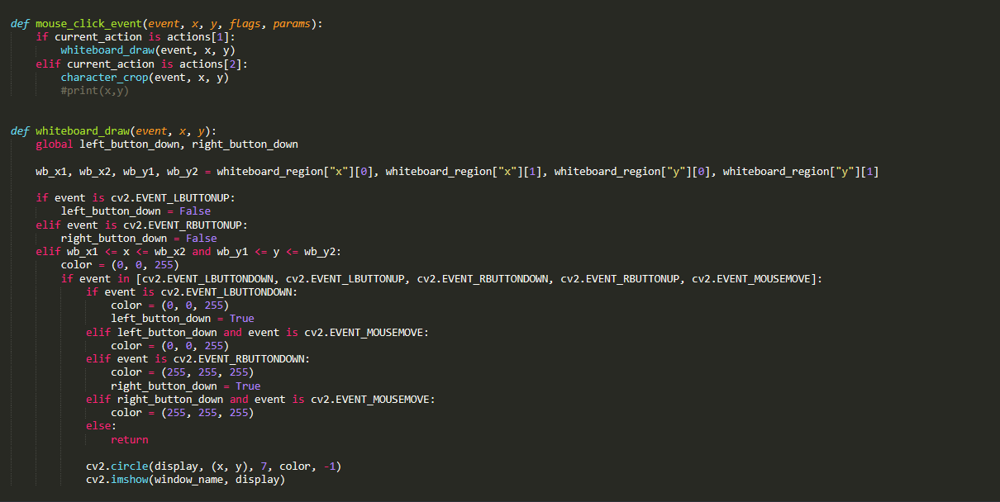 def mouse_click_event(event, x, y, flags, params):
    if current_action is actions[1]:
        whiteboard_draw(event, x, y)
    elif current_action is actions[2]:
        character_crop(event, x, y)
        #print(x,y)

def whiteboard_draw(event, x, y):
    global left_button_down, right_button_down

    wb_x1, wb_x2, wb_y1, wb_y2 = whiteboard_region["x"][0], whiteboard_region["x"][1], whiteboard_region["y"][0], whiteboard_region["y"][1]

    if event is cv2.EVENT_LBUTTONUP:
        left_button_down = False
    elif event is cv2.EVENT_RBUTTONUP:
        right_button_down = False
    elif wb_x1 <= x <= wb_x2 and wb_y1 <= y <= wb_y2:
        color = (0, 0, 255)
        if event in [cv2.EVENT_LBUTTONDOWN, cv2.EVENT_LBUTTONUP, cv2.EVENT_RBUTTONDOWN, cv2.EVENT_RBUTTONUP, cv2.EVENT_MOUSEMOVE]:
            if event is cv2.EVENT_LBUTTONDOWN:
                color = (0, 0, 255)
                left_button_down = True
            elif left_button_down and event is cv2.EVENT_MOUSEMOVE:
                color = (0, 0, 255)
            elif event is cv2.EVENT_RBUTTONDOWN:
                color = (255, 255, 255)
                right_button_down = True
            elif right_button_down and event is cv2.EVENT_MOUSEMOVE:
                color = (255, 255, 255)
            else:
                return

            cv2.circle(display, (x, y), 7, color, -1)
            cv2.imshow(window_name, display)